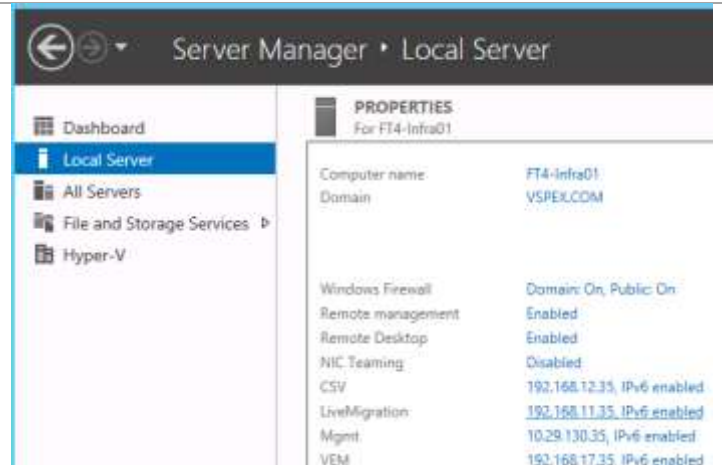 Server Manager • Local Server
Dashboard
Local Server
All Servers
File and Storage Services
Hyper-V
PROPERTIES
For FT4-Infra01
Computer name FT4-Infra01
Domain VSPEX.COM
Windows Firewall Domain: On, Public: On
Remote management Enabled
Remote Desktop Enabled
NIC Teaming Disabled
CSV 192.168.12.35, IPv6 enabled
LiveMigration 192.168.11.35, IPv6 enabled
Mgmt 10.29.130.35, IPv6 enabled
VEM 192.168.17.35, IPv6 enabled